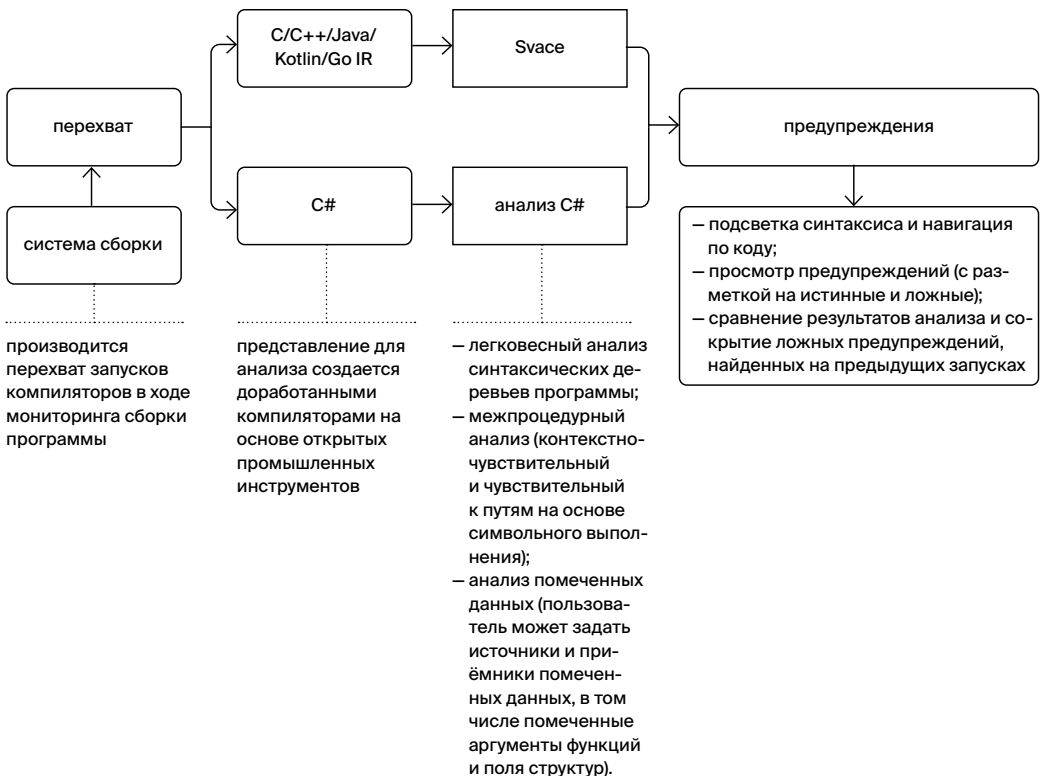 C/C++/Java/
Kotlin/Go IR
Svace
перехват
предупреждения
система сборки
C#
анализ C#
— подсветка синтаксиса и навигация
по коду;
— просмотр предупреждений (с раз-
меткой на истинные и ложные);
— сравнение результатов анализа и со-
крытие ложных предупреждений,
найденных на предыдущих запусках
производится
перехват запусков
компиляторов в ходе
мониторинга сборки
программы
представление для
анализа создается
доработанными
компиляторами на
основе открытых
промышленных
инструментов
— легковесный анализ
синтаксических де-
ревьев программы;
— межпроцедурный
анализ (контекстно-
чувствительный
и чувствительный
к путям на основе
символьного выпол-
нения);
— анализ помеченных
данных (пользова-
тель может задать
источники и при-
ёмники помечен-
ных данных, в том
числе помеченные
аргументы функций
и поля структур).